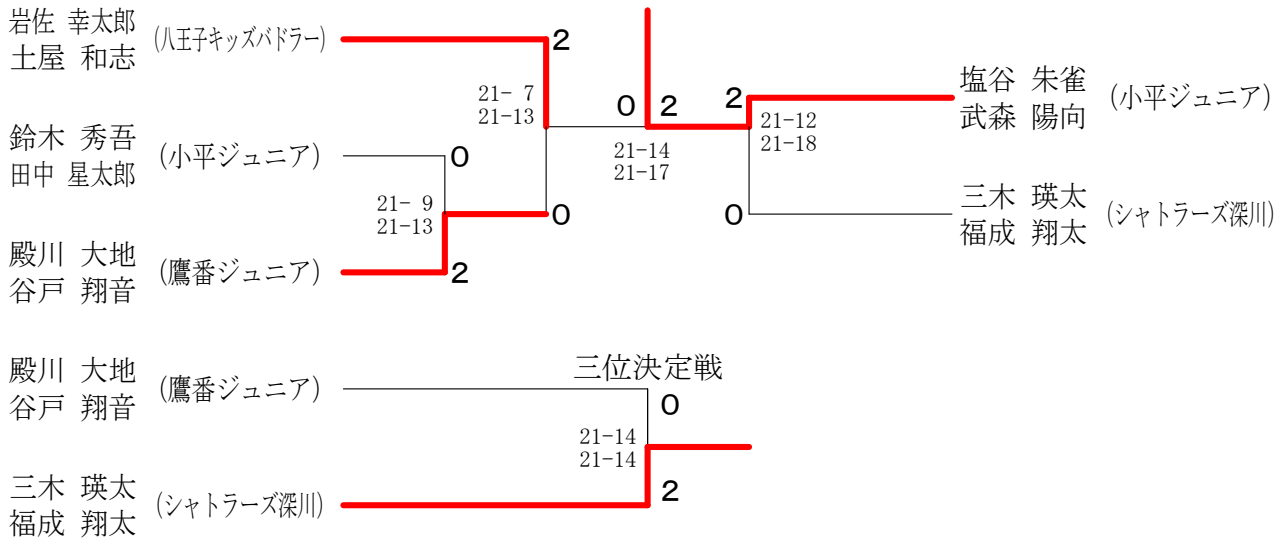 岩佐 幸太郎
土屋 和志
(八王子キッズバドラー)
2
21- 7
21-13
0 2
21-14
21-17
2
21-12
21-18
塩谷 朱雀
武森 陽向
(小平ジュニア)
鈴木 秀吾
田中 星太郎
(小平ジュニア)
0
21- 9
21-13
0
0
三木 瑛太
福成 翔太
(シャトラーズ深川)
殿川 大地
谷戸 翔音
(鷹番ジュニア)
2
殿川 大地
谷戸 翔音
(鷹番ジュニア)
三位決定戦
0
21-14
21-14
三木 瑛太
福成 翔太
(シャトラーズ深川)
2